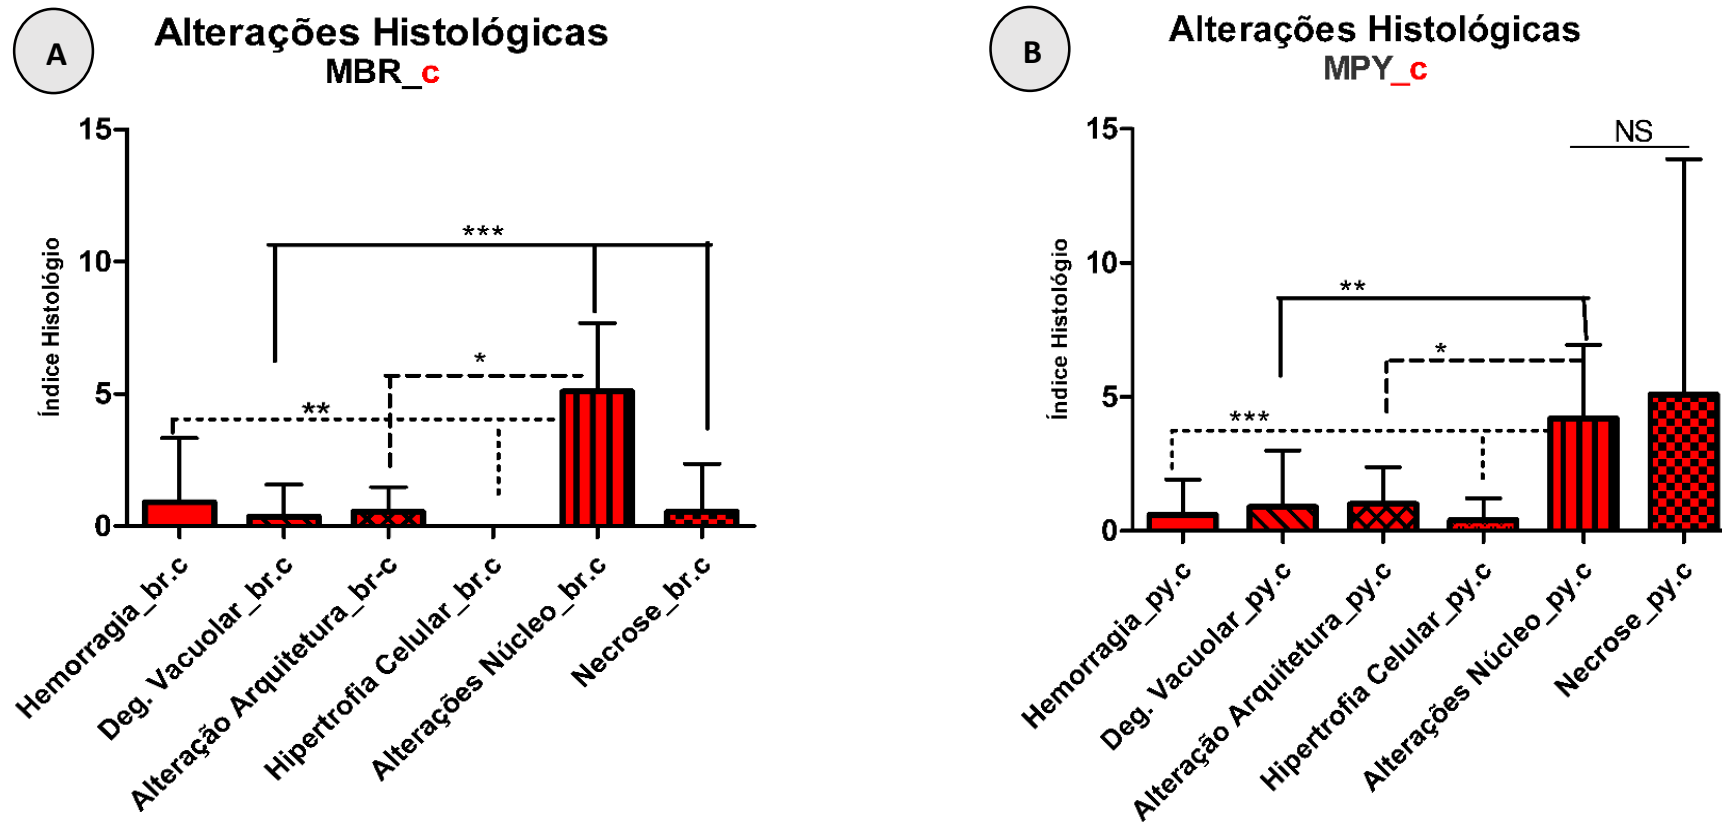 A
Alterações Histológicas
MBR_c
Índice Histológio
15
10
5
0
***
*
**
Hemorragia_br.c
Deg. Vacuolar_br.c
Alteração Arquitetura_br-c
Hipertrofia Celular_br.c
Alterações Núcleo_br.c
Necrose_br.c
B
Alterações Histológicas
MPY_c
Índice Histológio
15
10
5
0
NS
**
*
***
Hemorragia_py.c
Deg. Vacuolar_py.c
Alteração Arquitetura_py.c
Hipertrofia Celular_py.c
Alterações Núcleo_py.c
Necrose_py.c